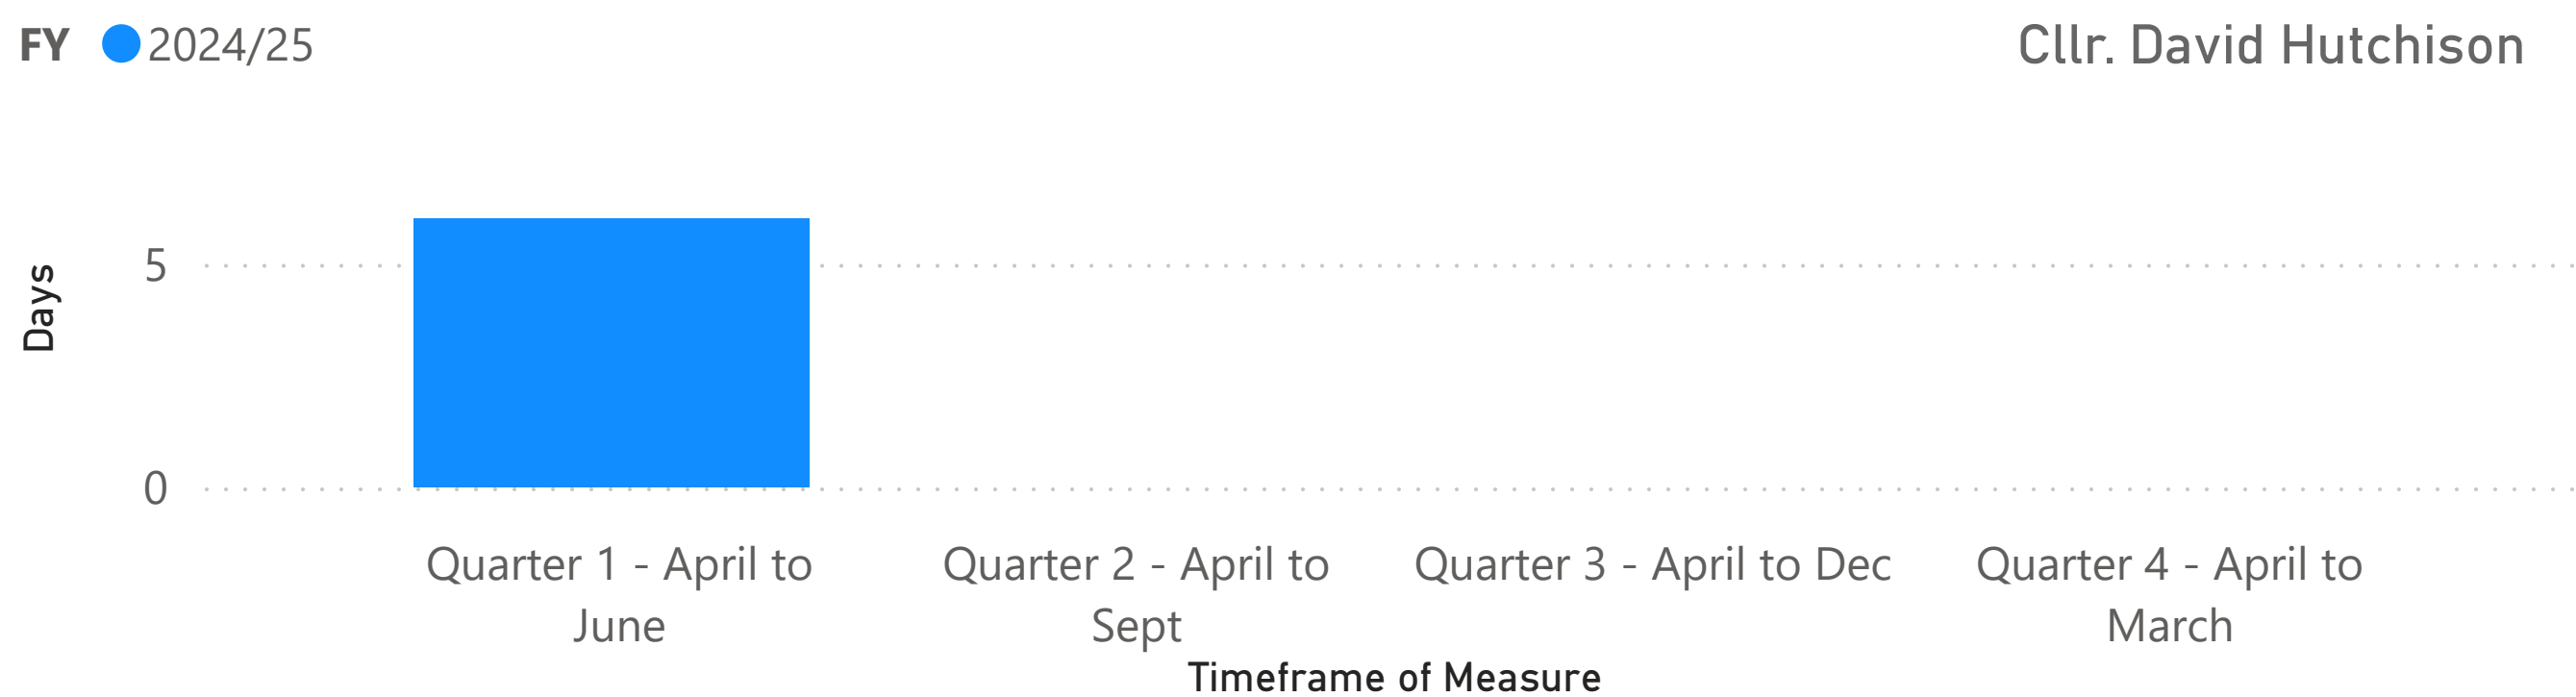 FY 2024/25
Cllr. David Hutchison
Days
5
0
Quarter 1 - April to
June
Quarter 2 - April to
Sept
Quarter 3 - April to Dec
Quarter 4 - April to
March
Timeframe of Measure